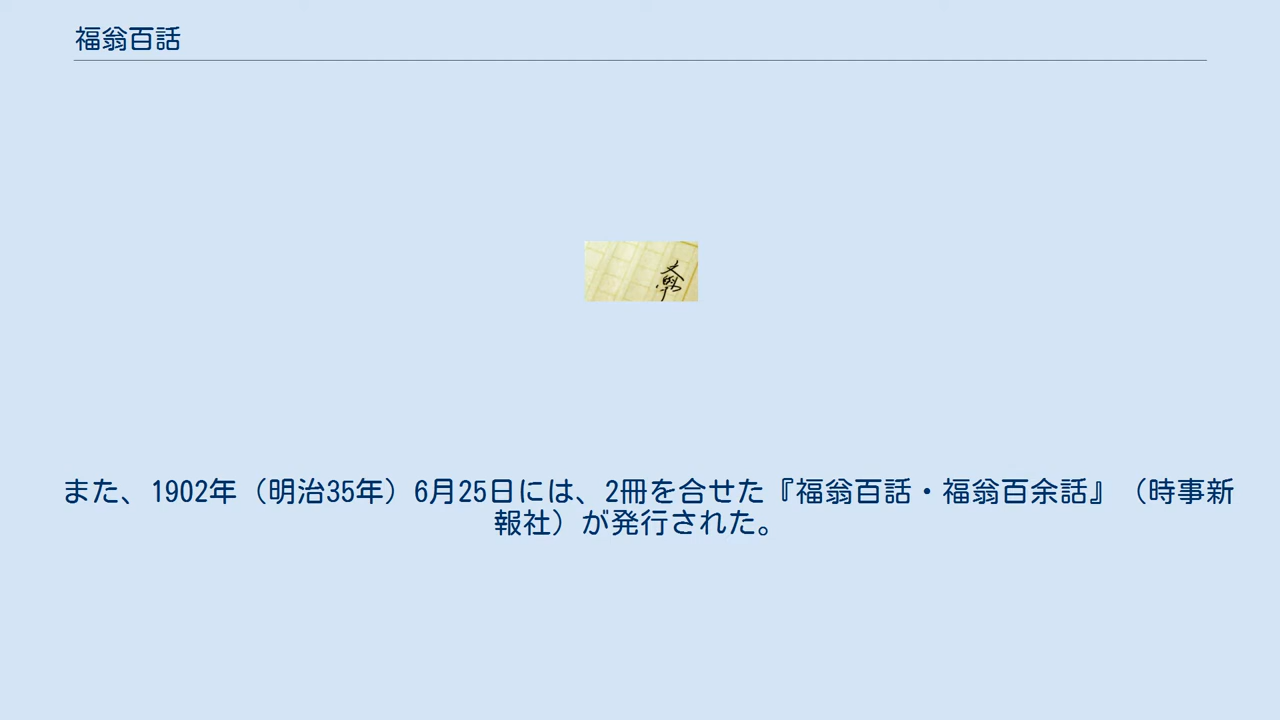 福翁百話
また、1902年（明治35年）6月25日には、2冊を合せた『福翁百話・福翁百余話』（時事新
報社）が発行された。